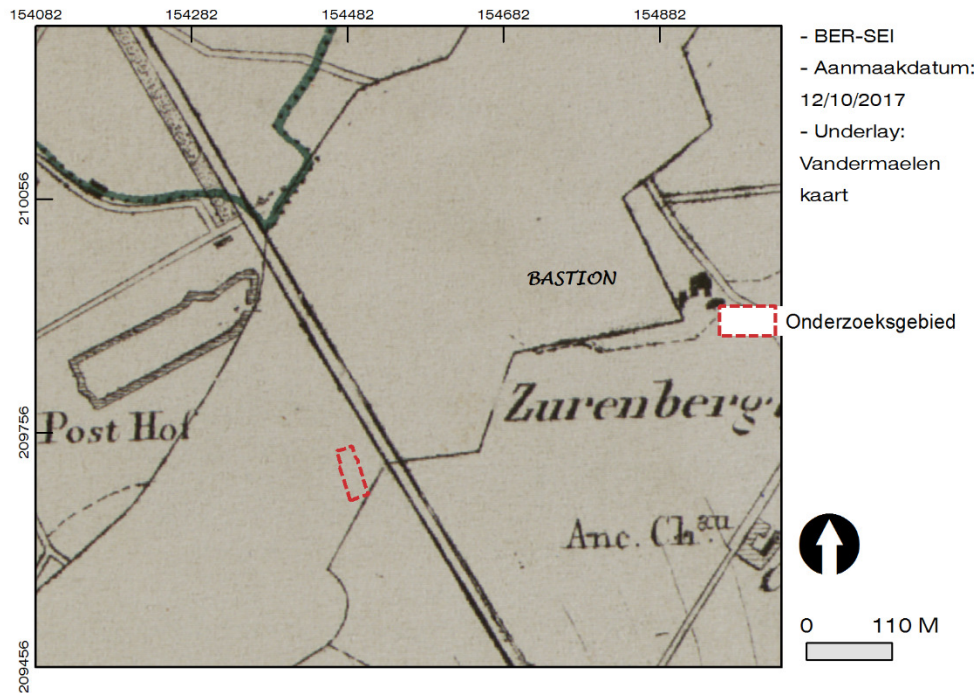 154082 154282 154482 154682 154882
- BER-SEI
- Aanmaakdatum:
12/10/2017
- Underlay:
Vandermaelen
kaart
210056
BASTION
Onderzoeksgebied
Zurenberg
209756
Post Hof
Anc. Ch.au
0 110 M
209456